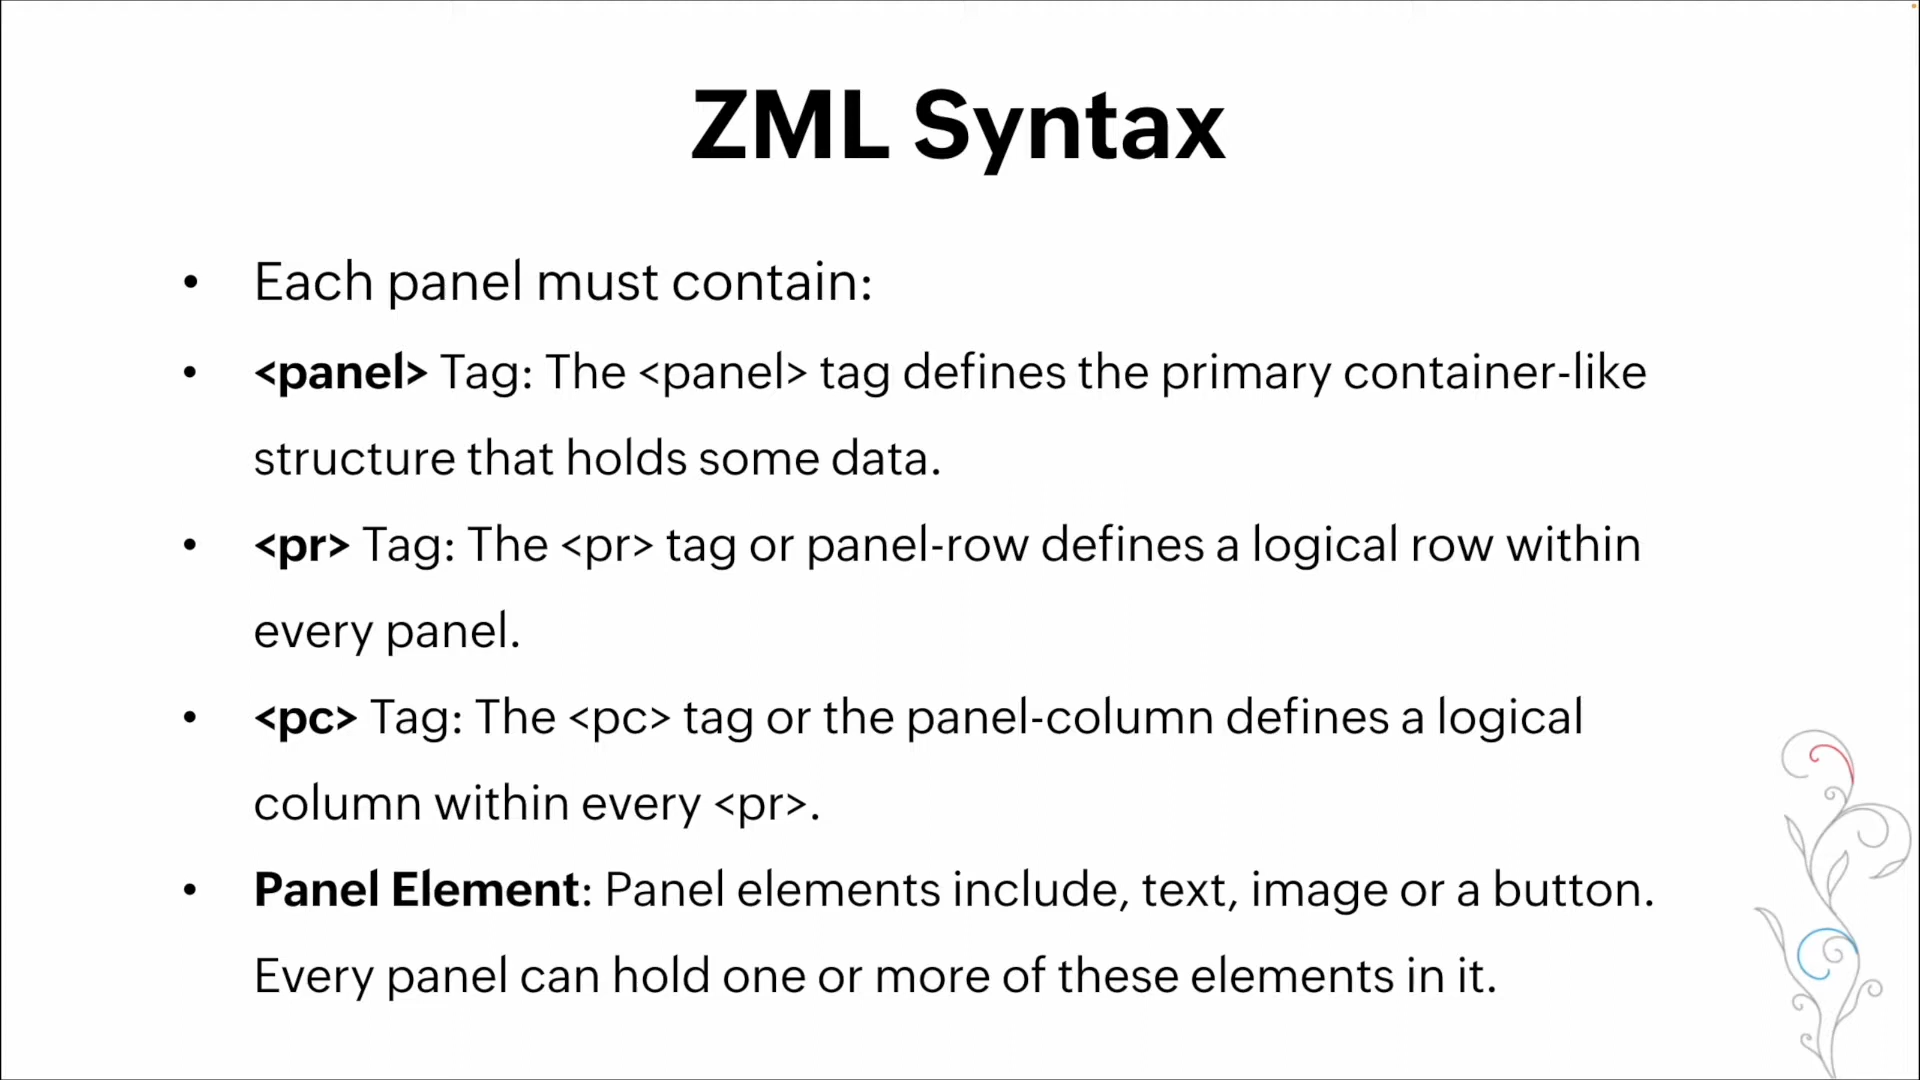 ZML Syntax
• Each panel must contain:
• <panel> Tag: The <panel> tag defines the primary container-like
structure that holds some data.
• <pr> Tag: The <pr> tag or panel-row defines a logical row within
every panel.
• <pc> Tag: The <pc> tag or the panel-column defines a logical
column within every <pr>.
• Panel Element: Panel elements include, text, image or a button.
Every panel can hold one or more of these elements in it.